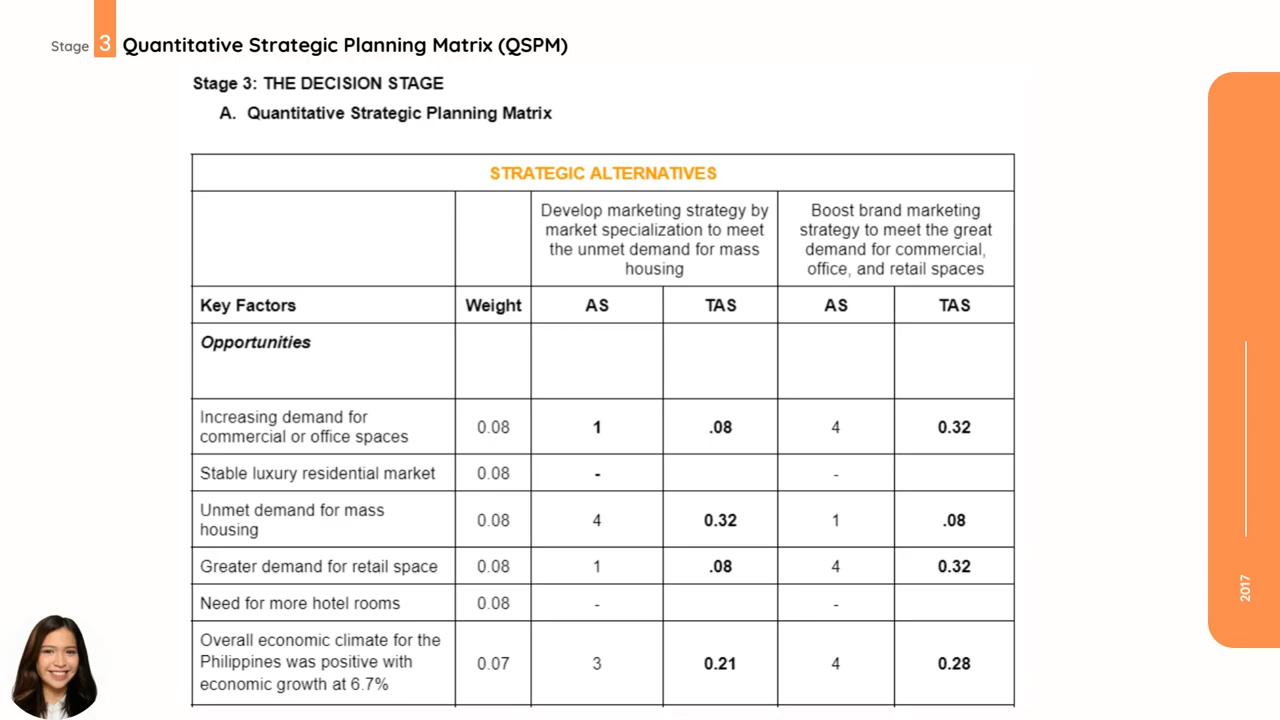 Stage 3 Quantitative Strategic Planning Matrix (QSPM)
Stage 3: THE DECISION STAGE
A. Quantitative Strategic Planning Matrix
STRATEGIC ALTERNATIVES
Develop marketing strategy by
market specialization to meet
the unmet demand for mass
housing
Boost brand marketing
strategy to meet the great
demand for commercial,
office, and retail spaces
Key Factors Weight AS TAS AS TAS
Opportunities
Increasing demand for
commercial or office spaces
0.08 1 .08 4 0.32
Stable luxury residential market 0.08 - -
Unmet demand for mass
housing
0.08 4 0.32 1 .08
Greater demand for retail space 0.08 1 .08 4 0.32
Need for more hotel rooms 0.08 - -
Overall economic climate for the
Philippines was positive with
economic growth at 6.7%
0.07 3 0.21 4 0.28
2017